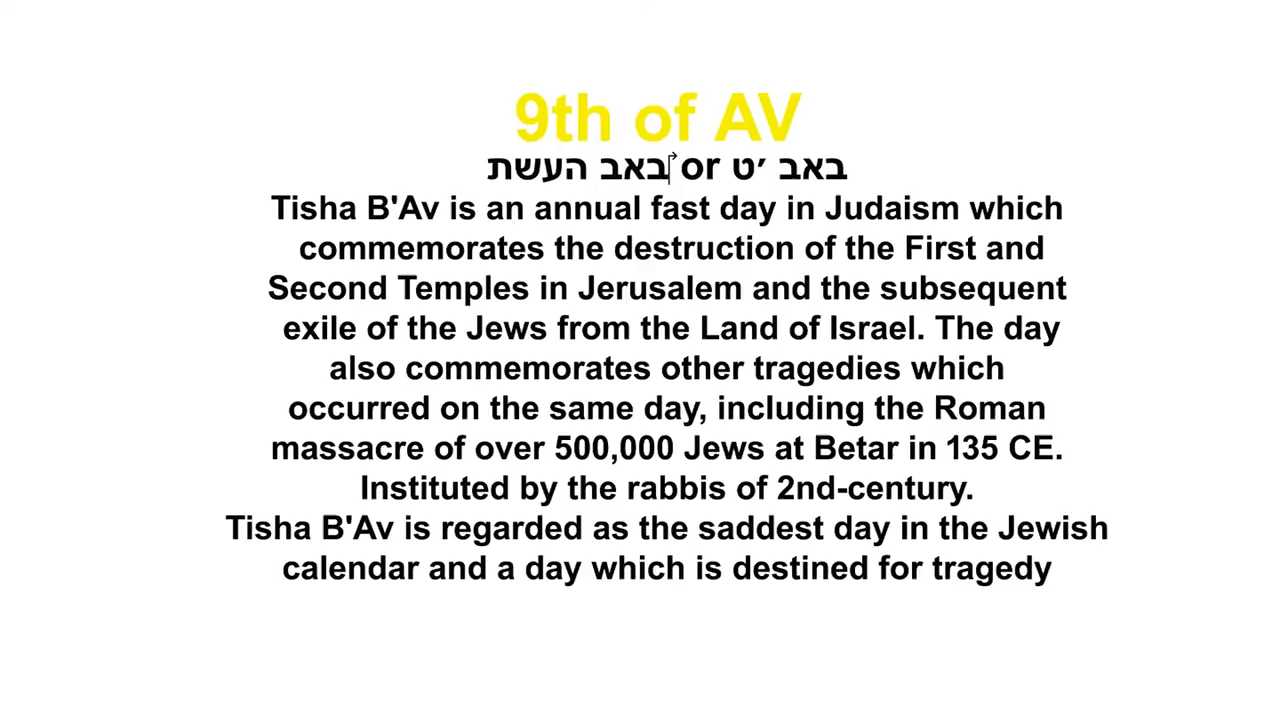 9th of AV
באב העשת or באב ׳ט
Tisha B'Av is an annual fast day in Judaism which
commemorates the destruction of the First and
Second Temples in Jerusalem and the subsequent
exile of the Jews from the Land of Israel. The day
also commemorates other tragedies which
occurred on the same day, including the Roman
massacre of over 500,000 Jews at Betar in 135 CE.
Instituted by the rabbis of 2nd-century.
Tisha B'Av is regarded as the saddest day in the Jewish
calendar and a day which is destined for tragedy